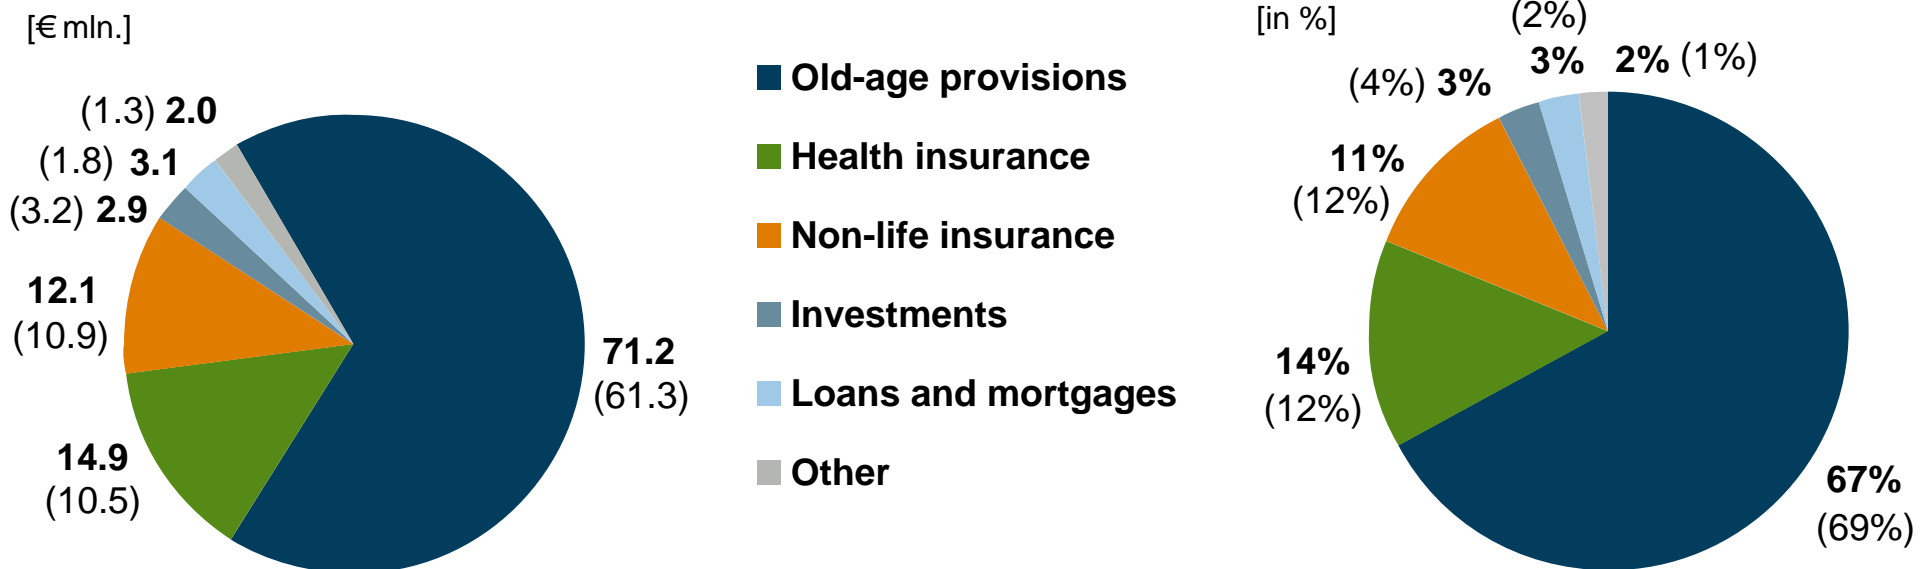 [€ mln.]
(1.3) 2.0
(1.8) 3.1
(3.2) 2.9
12.1
(10.9)
14.9
(10.5)
71.2
(61.3)
Old-age provisions
Health insurance
Non-life insurance
Investments
Loans and mortgages
Other
[in %]
(2%)
3%
2% (1%)
(4%) 3%
11%
(12%)
14%
(12%)
67%
(69%)